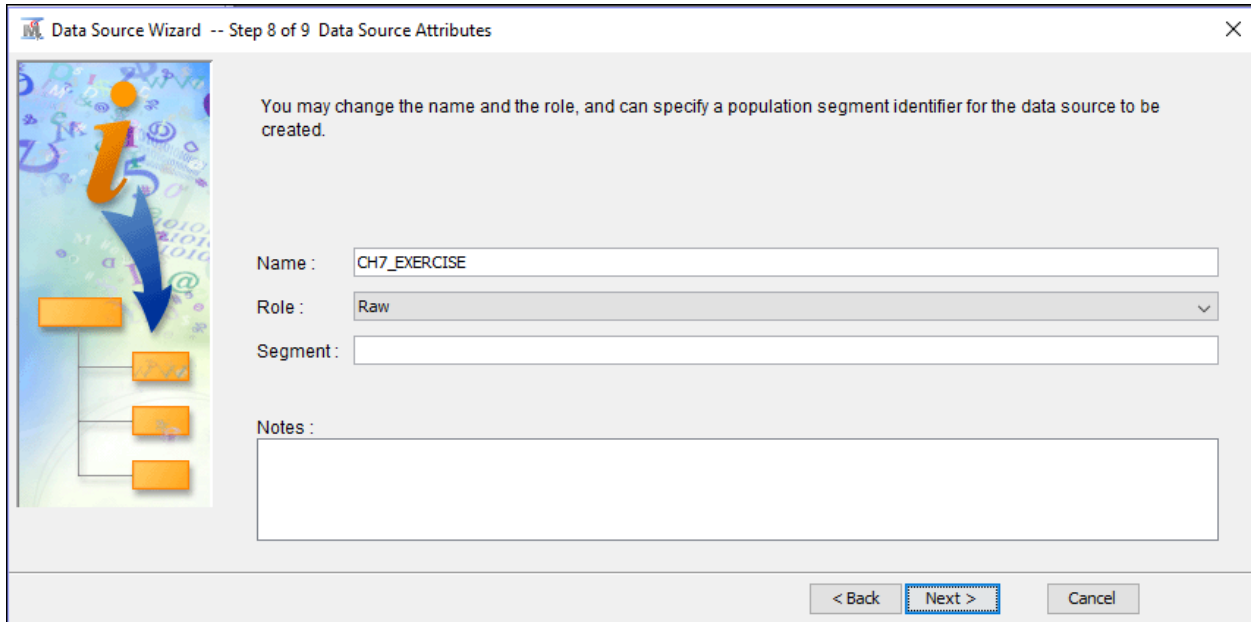 Data Source Wizard -- Step 8 of 9 Data Source Attributes
You may change the name and the role, and can specify a population segment identifier for the data source to be
created.
Name :
CH7_EXERCISE
Role :
Raw
Segment :
Notes :
< Back
Next >
Cancel